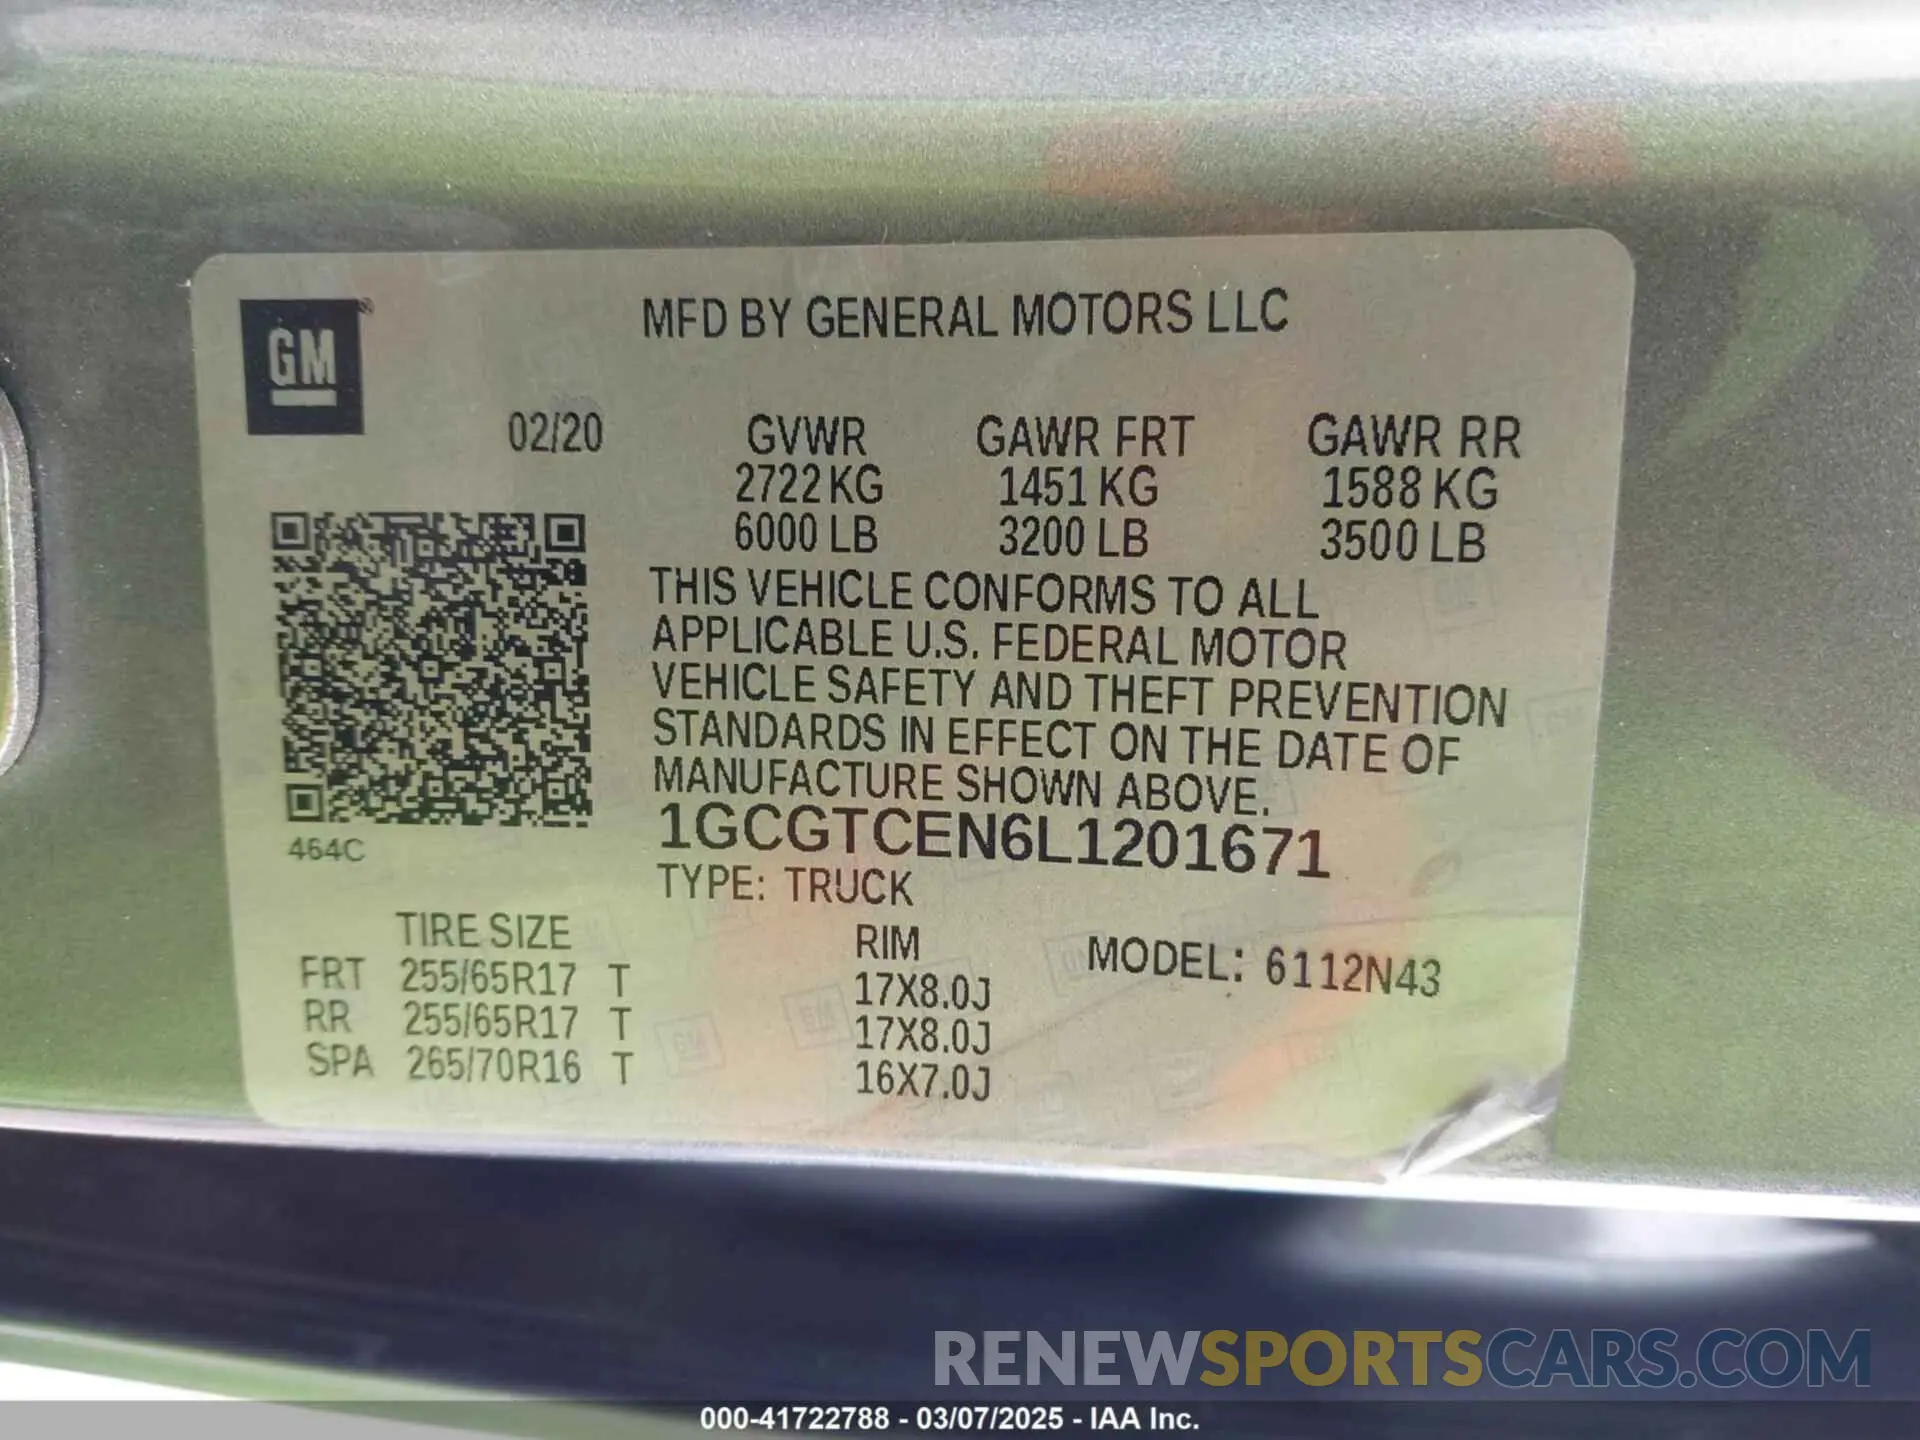 MFD BY GENERAL MOTORS LLC
GM
®
02/20
GVWR GAWR FRT GAWR RR
2722 KG 1451 KG 1588 KG
6000 LB 3200 LB 3500 LB
THIS VEHICLE CONFORMS TO ALL
APPLICABLE U.S. FEDERAL MOTOR
VEHICLE SAFETY AND THEFT PREVENTION
STANDARDS IN EFFECT ON THE DATE OF
MANUFACTURE SHOWN ABOVE.
1GCGTCEN6L1201671
464C
TYPE: TRUCK
TIRE SIZE RIM
FRT 255/65R17 T 17X8.0J
RR 255/65R17 T 17X8.0J
SPA 265/70R16 T 16X7.0J
MODEL: 6112N43
RENEWSPORTSCARS.COM
000-41722788 - 03/07/2025 - IAA Inc.